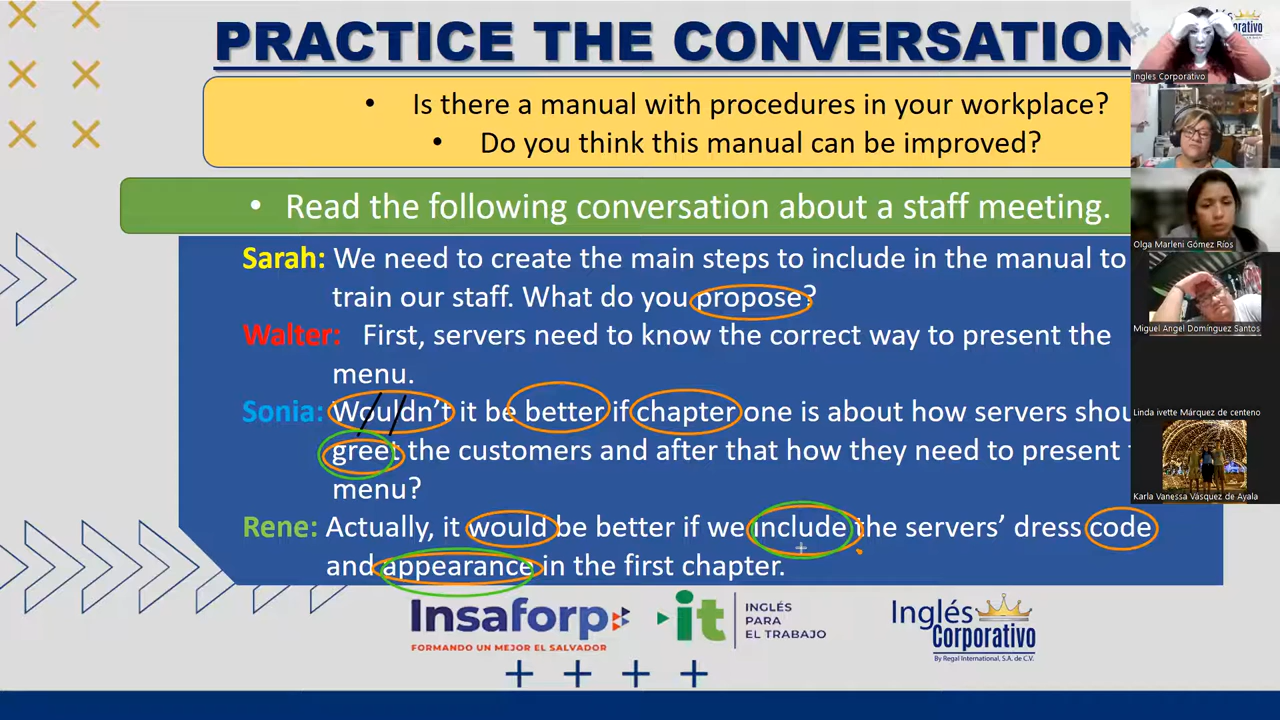 PRACTICE THE CONVERSATION
• Is there a manual with procedures in your workplace?
• Do you think this manual can be improved?
• Read the following conversation about a staff meeting.
Sarah: We need to create the main steps to include in the manual to
train our staff. What do you propose?
Walter: First, servers need to know the correct way to present the
menu.
Sonia: Wouldn't it be better if chapter one is about how servers shou
greet the customers and after that how they need to present
menu?
Rene: Actually, it would be better if we include the servers' dress code
and appearance in the first chapter.
Insaforp
FORMANDO UN MEJOR EL SALVADOR
it
INGLÉS
PARA
EL TRABAJO
Inglés
Corporativo
By Regal International, S.A. de C.V.
Ingles Corporativo
Olga Marleni Gómez Ríos
Miguel Angel Domínguez Santos
Linda ivette Márquez de centeno
Karla Vanessa Vásquez de Ayala